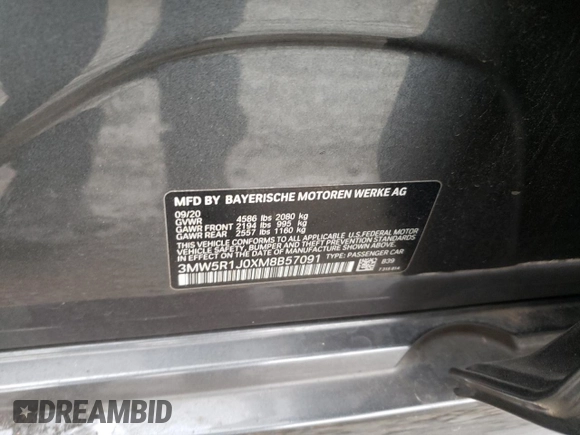 MFD BY BAYERISCHE MOTOREN WERKE AG
09/20
GVWR 4586 lbs 2080 kg
GAWR FRONT 2194 lbs 995 kg
GAWR REAR 2557 lbs 1160 kg
THIS VEHICLE CONFORMS TO ALL APPLICABLE U.S.FEDERAL MOTOR
VEHICLE SAFETY, BUMPER, AND THEFT PREVENTION STANDARDS
IN EFFECT ON THE DATE OF MANUFACTURE SHOWN ABOVE.
3MW5R1J0XM8B57091 TYPE: PASSENGER CAR
B39
DREAMBID